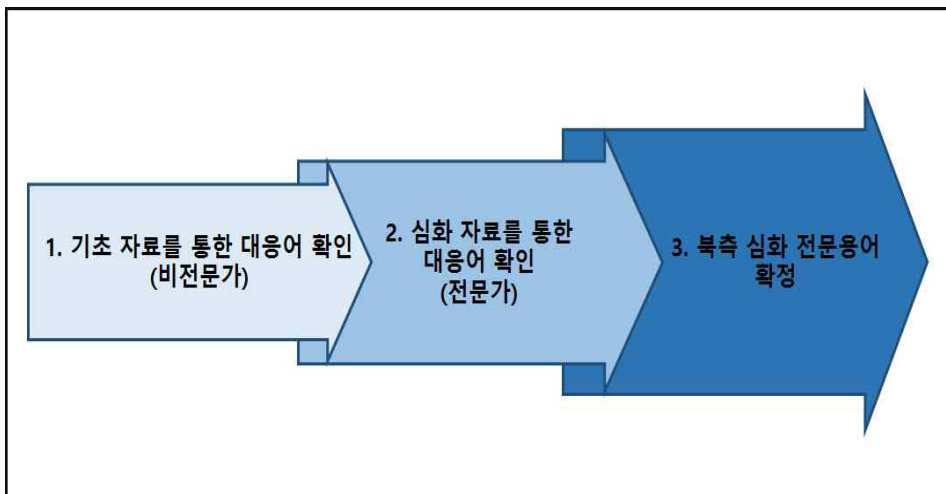 1. 기초 자료를 통한 대응어 확인
(비전문가)
2. 심화 자료를 통한
대응어 확인
(전문가)
3. 북측 심화 전문용어
확정